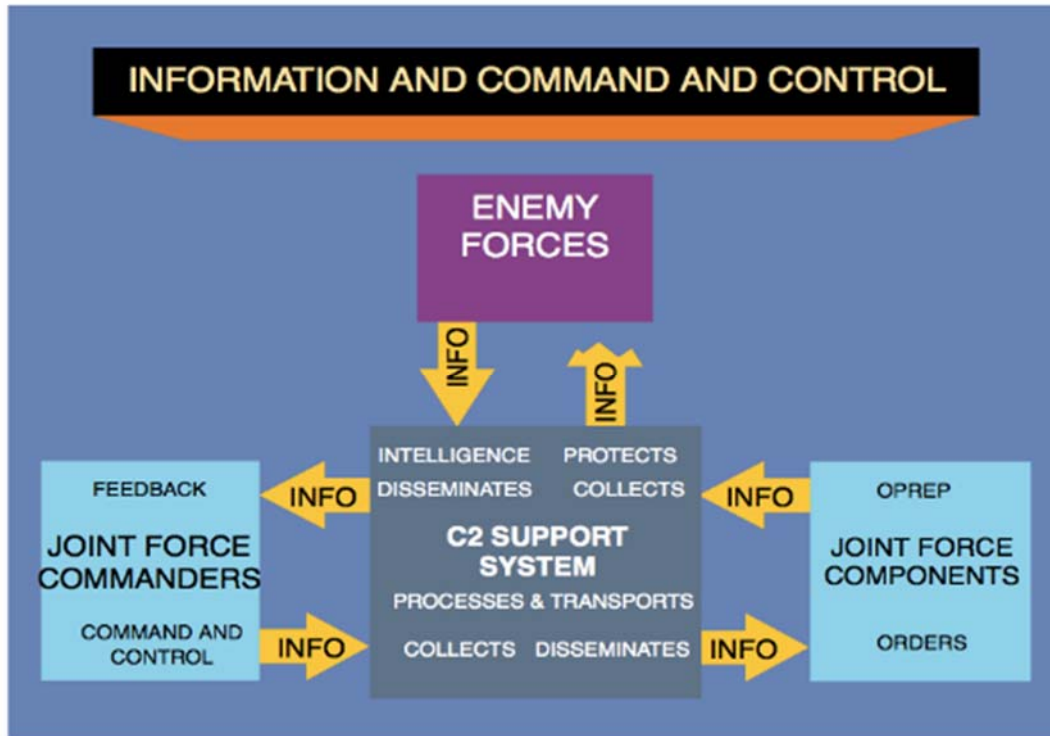 INFORMATION AND COMMAND AND CONTROL
ENEMY
FORCES
INFO
INFO
FEEDBACK
JOINT FORCE
COMMANDERS
COMMAND AND
CONTROL
INFO
INFO
INTELLIGENCE PROTECTS
DISSEMINATES COLLECTS
C2 SUPPORT
SYSTEM
PROCESSES & TRANSPORTS
COLLECTS DISSEMINATES
INFO
INFO
OPREP
JOINT FORCE
COMPONENTS
ORDERS